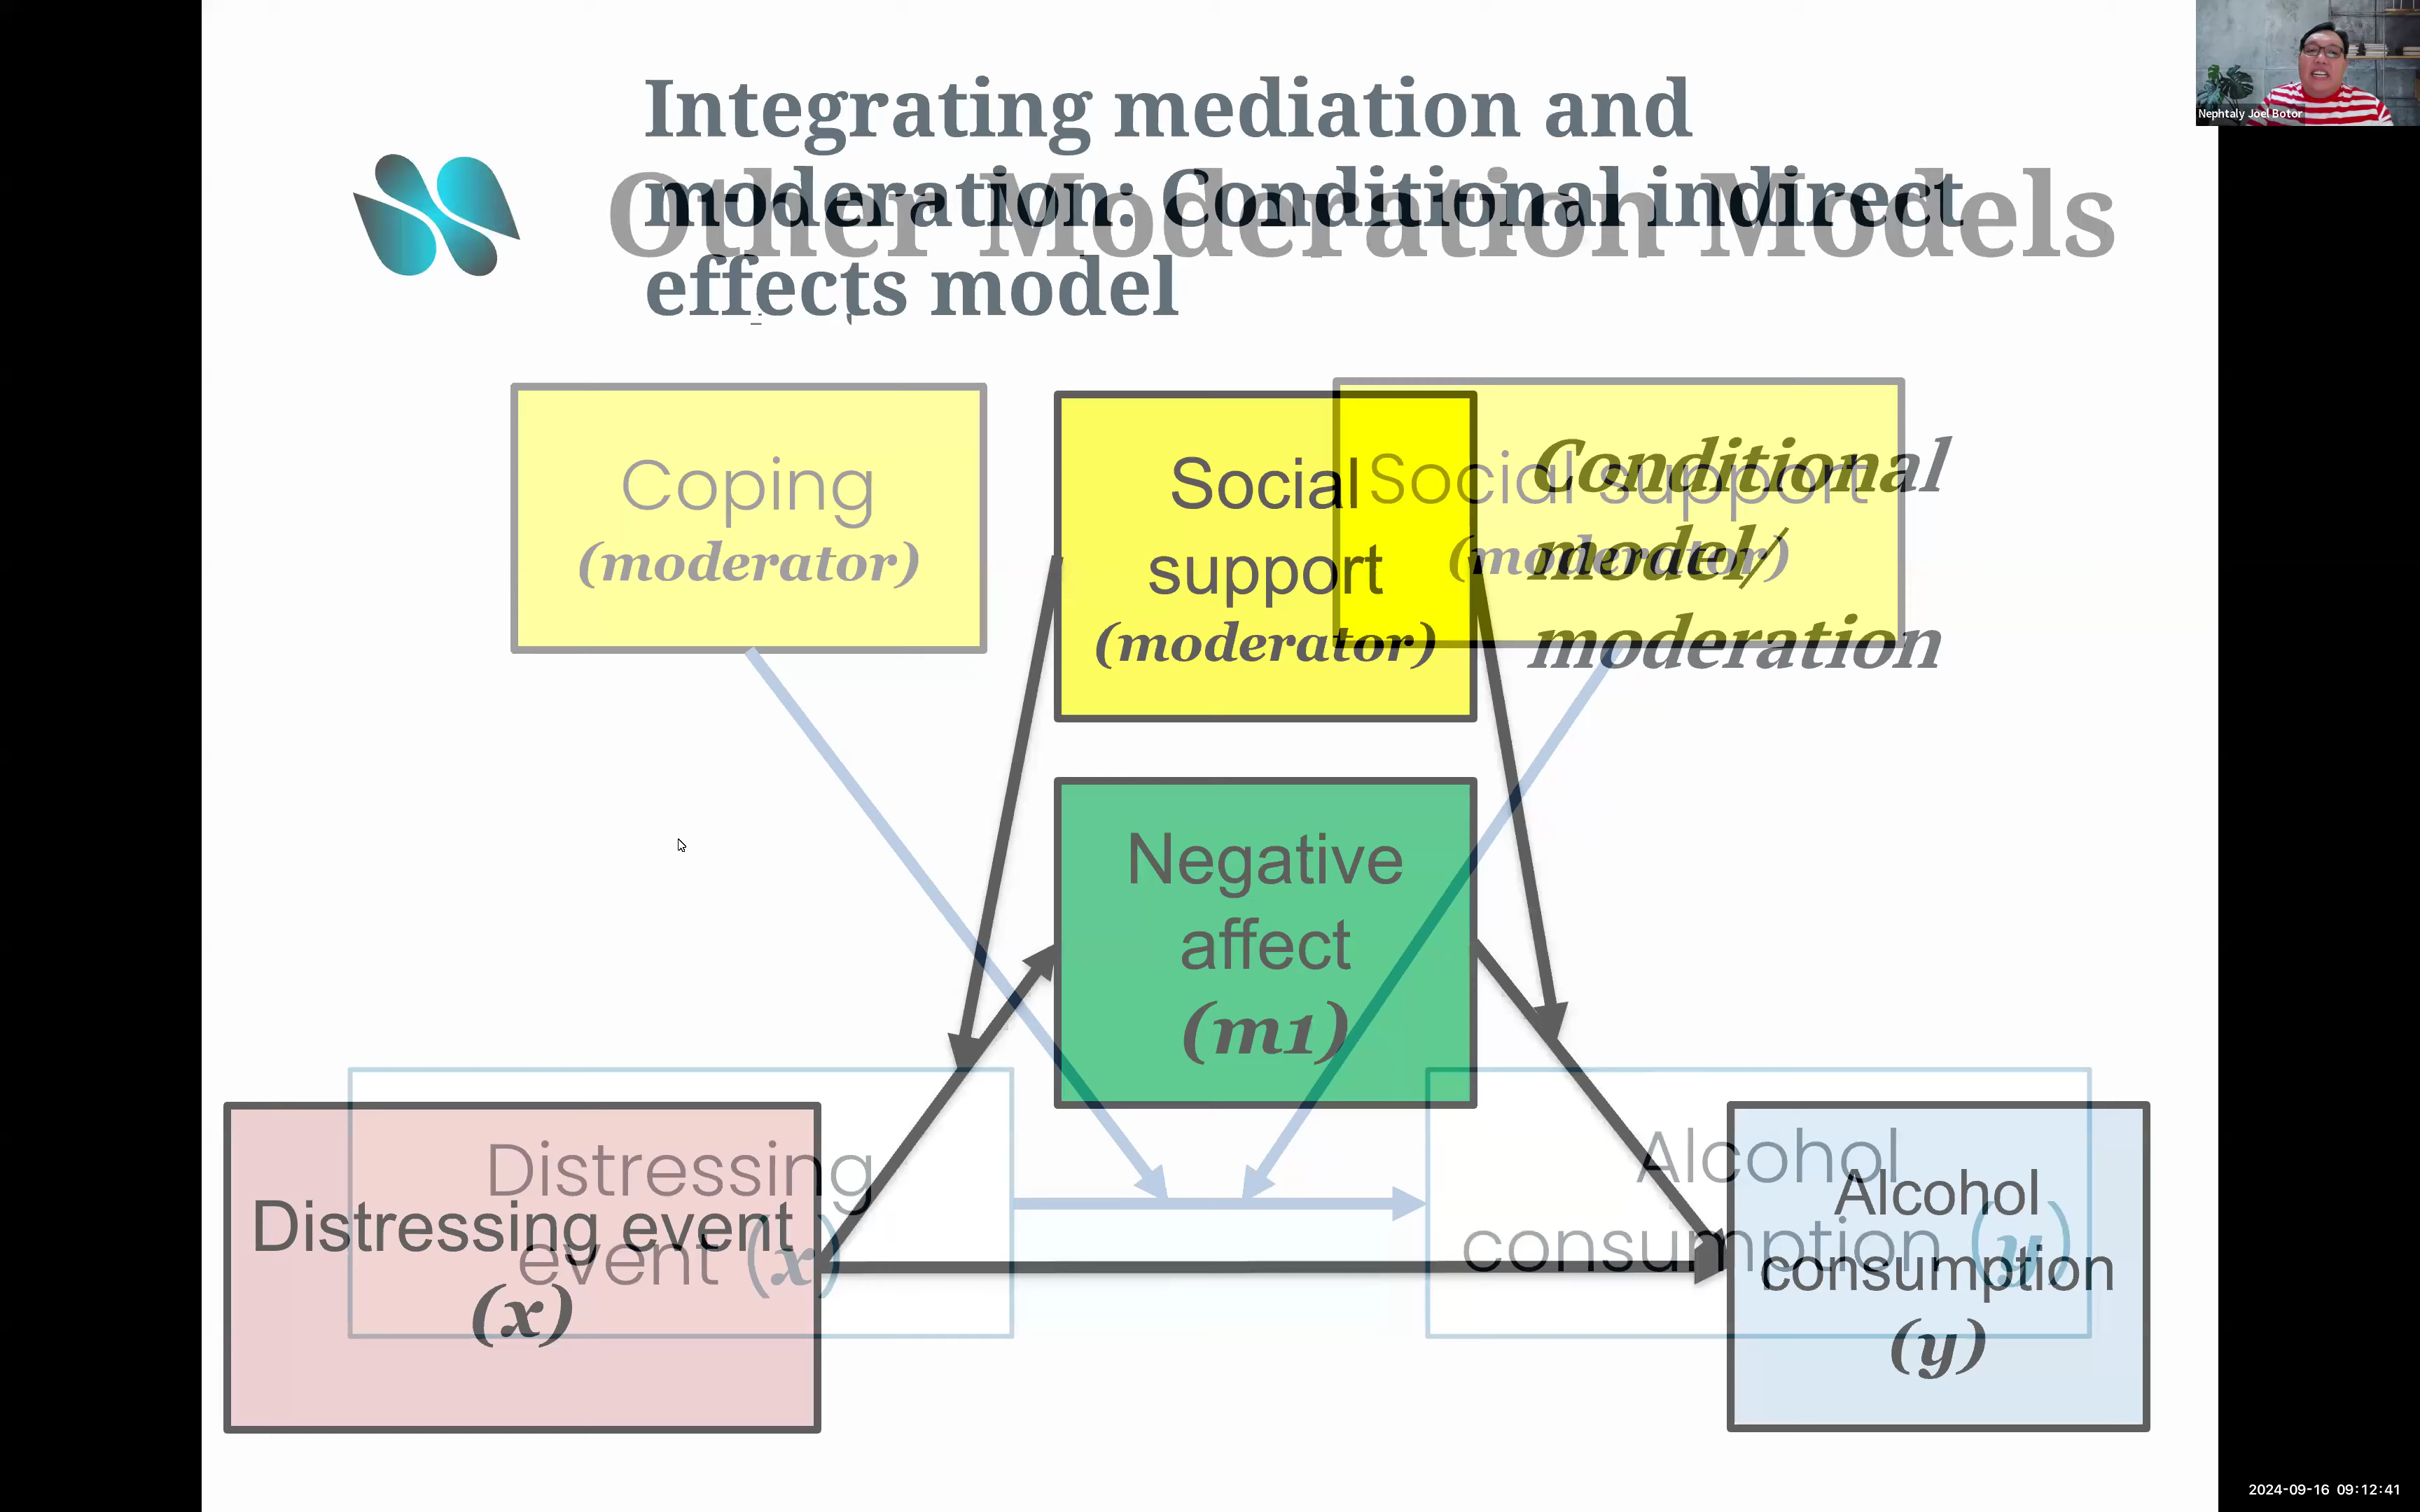 Integrating mediation and
moderation: Conditional indirect
effects model
Other Moderation Models
Nephtaly Joel Botor
Coping
(moderator)
Social
support
(moderator)
Social support
(moderator)
Conditional
model/
moderation
Negative
affect
(m1)
Distressing
event (x)
Distressing event
(x)
Alcohol
consumption (y)
Alcohol
consumption
(y)
2024-09-16 09:12:41